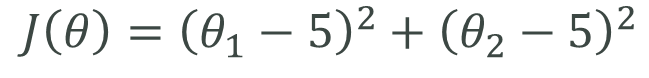 J(θ) = (θ₁ − 5)² + (θ₂ − 5)²